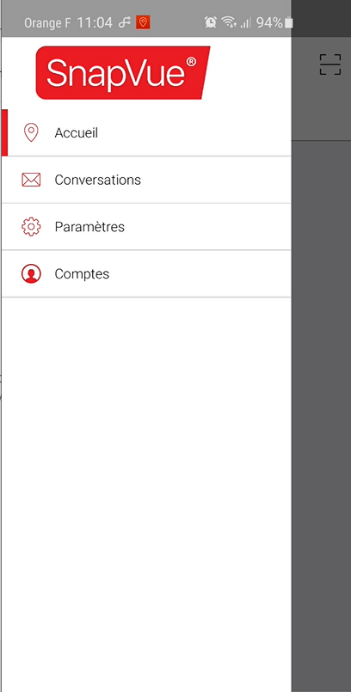 Orange F 11:04 94%
SnapVue®
Accueil
Conversations
Paramètres
Comptes